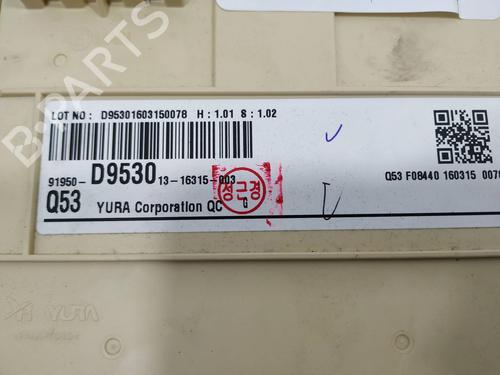 LOT NO : D95301603150078 H : 1.01 S : 1.02
91950- D9530 13-16315-003
Q53 YURA Corporation QC G
Q53 F08440 160315 007
YURA
B-PARTS